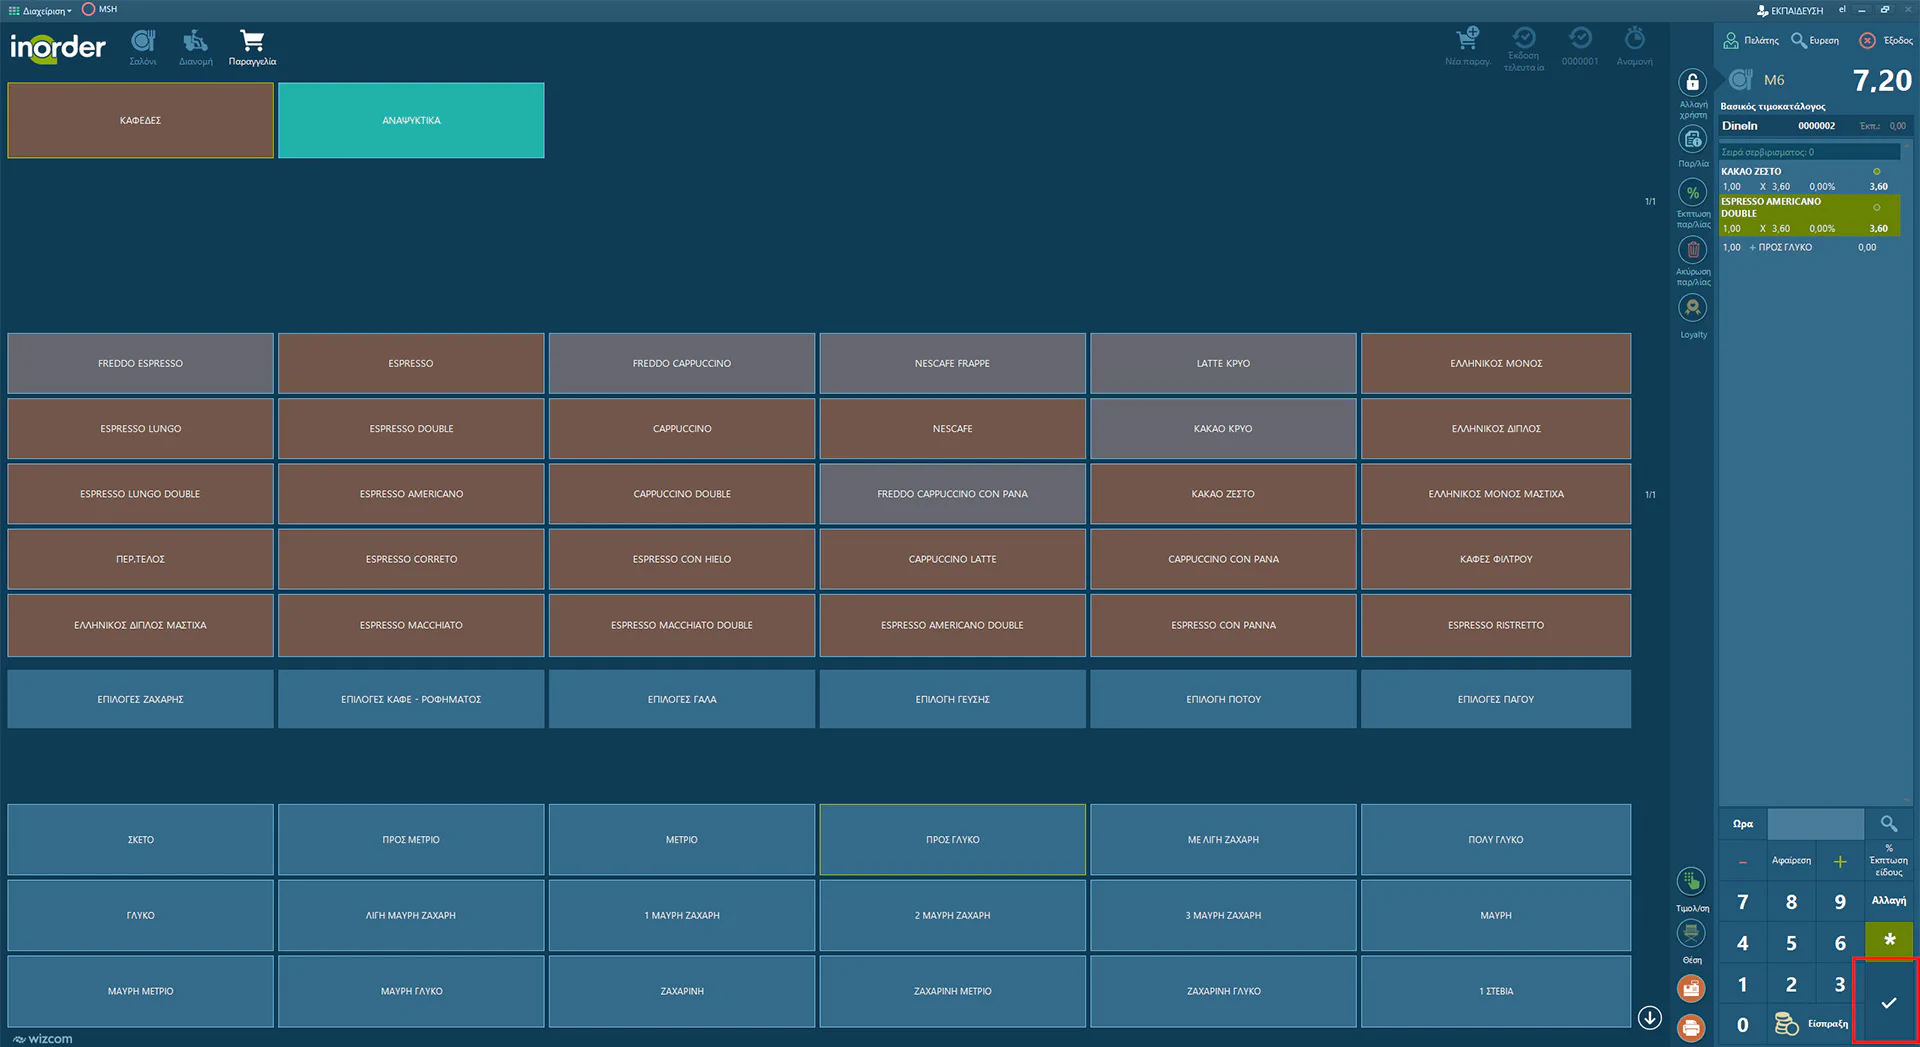 Διαχείριση
MSH
ΕΚΠΑΙΔΕΥΣΗ
el
inorder
Σαλόνι
Διανομή
Παραγγελία
Νέα παραγ.
Έκδοση τελευταία
0000001
Αναμονή
Πελάτης
Ευρεση
Έξοδος
ΚΑΦΕΔΕΣ
ΑΝΑΨΥΚΤΙΚΑ
1/1
FREDDO ESPRESSO
ESPRESSO
FREDDO CAPPUCCINO
NESCAFE FRAPPE
LATTE ΚΡΥΟ
ΕΛΛΗΝΙΚΟΣ ΜΟΝΟΣ
ESPRESSO LUNGO
ESPRESSO DOUBLE
CAPPUCCINO
NESCAFE
ΚΑΚΑΟ ΚΡΥΟ
ΕΛΛΗΝΙΚΟΣ ΔΙΠΛΟΣ
ESPRESSO LUNGO DOUBLE
ESPRESSO AMERICANO
CAPPUCCINO DOUBLE
FREDDO CAPPUCCINO CON PANA
ΚΑΚΑΟ ΖΕΣΤΟ
ΕΛΛΗΝΙΚΟΣ ΜΟΝΟΣ ΜΑΣΤΙΧΑ
1/1
ΠΕΡ.ΤΕΛΟΣ
ESPRESSO CORRETO
ESPRESSO CON HIELO
CAPPUCCINO LATTE
CAPPUCCINO CON PANA
ΚΑΦΕΣ ΦΙΛΤΡΟΥ
ΕΛΛΗΝΙΚΟΣ ΔΙΠΛΟΣ ΜΑΣΤΙΧΑ
ESPRESSO MACCHIATO
ESPRESSO MACCHIATO DOUBLE
ESPRESSO AMERICANO DOUBLE
ESPRESSO CON PANNA
ESPRESSO RISTRETTO
ΕΠΙΛΟΓΕΣ ΖΑΧΑΡΗΣ
ΕΠΙΛΟΓΕΣ ΚΑΦΕ - ΡΟΦΗΜΑΤΟΣ
ΕΠΙΛΟΓΕΣ ΓΑΛΑ
ΕΠΙΛΟΓΗ ΓΕΥΣΗΣ
ΕΠΙΛΟΓΗ ΠΟΤΟΥ
ΕΠΙΛΟΓΕΣ ΠΑΓΟΥ
ΣΚΕΤΟ
ΠΡΟΣ ΜΕΤΡΙΟ
ΜΕΤΡΙΟ
ΠΡΟΣ ΓΛΥΚΟ
ΜΕ ΛΙΓΗ ΖΑΧΑΡΗ
ΠΟΛΥ ΓΛΥΚΟ
ΓΛΥΚΟ
ΛΙΓΗ ΜΑΥΡΗ ΖΑΧΑΡΗ
1 ΜΑΥΡΗ ΖΑΧΑΡΗ
2 ΜΑΥΡΗ ΖΑΧΑΡΗ
3 ΜΑΥΡΗ ΖΑΧΑΡΗ
ΜΑΥΡΗ
ΜΑΥΡΗ ΜΕΤΡΙΟ
ΜΑΥΡΗ ΓΛΥΚΟ
ΖΑΧΑΡΙΝΗ
ΖΑΧΑΡΙΝΗ ΜΕΤΡΙΟ
ΖΑΧΑΡΙΝΗ ΓΛΥΚΟ
1 ΣΤΕΒΙΑ
wizcom
Αλλαγή
χρήστη
Παρ/λία
%
Έκπτωση
παρ/λίας
Ακύρωση
παρ/λίας
Loyalty
Τιμολ/ση
Θέση
M6
7,20
Βασικός τιμοκατάλογος
DineIn 0000002 Έκπ.: 0,00
Σειρά σερβιρίσματος: 0
ΚΑΚΑΟ ΖΕΣΤΟ
1,00 X 3,60 0,00% 3,60
ESPRESSO AMERICANO
DOUBLE
1,00 X 3,60 0,00% 3,60
1,00 + ΠΡΟΣ ΓΛΥΚΟ 0,00
Ωρα
- Αφαίρεση +
%
Έκπτωση
είδους
7 8 9 Αλλαγή
4 5 6 *
1 2 3
0 Είσπραξη